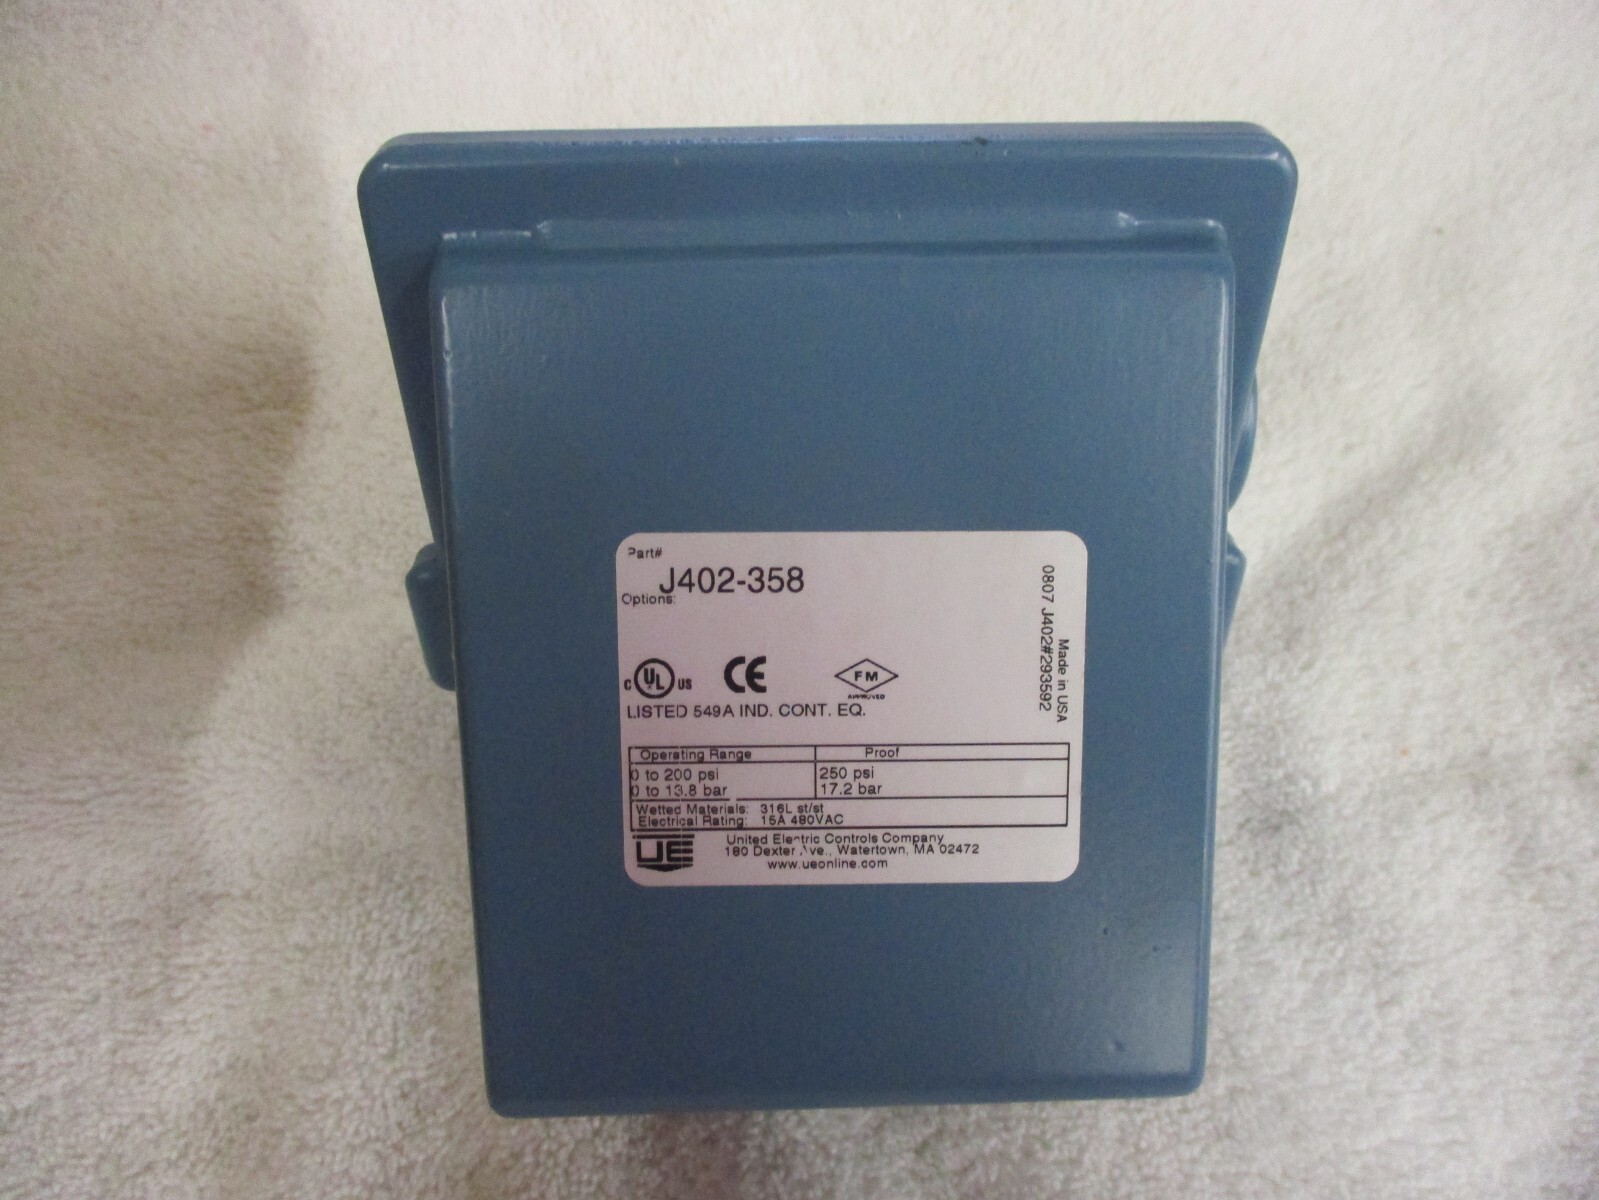 Part#
J402-358
Options:
c UL US
CE
FM
APPROVED
LISTED 549A IND. CONT. EQ.
Made in USA
0807 J402#293592
Operating Range Proof
0 to 200 psi 250 psi
0 to 13.8 bar 17.2 bar
Wetted Materials: 316L st/st
Electrical Rating: 15A 480VAC
UE
United Electric Controls Company
180 Dexter Ave., Watertown, MA 02472
www.ueonline.com